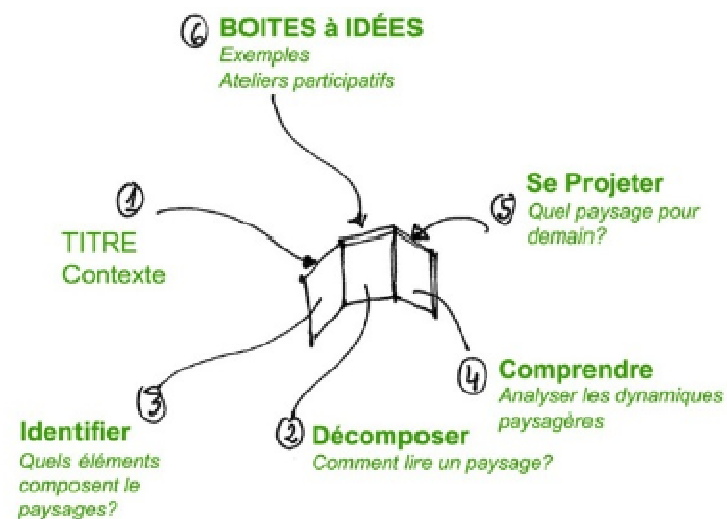 6 BOITES à IDÉES
Exemples
Ateliers participatifs
1
TITRE
Contexte
5 Se Projeter
Quel paysage pour
demain?
4 Comprendre
Analyser les dynamiques
paysagères
3
Identifier
Quels éléments
composent le
paysages?
2 Décomposer
Comment lire un paysage?